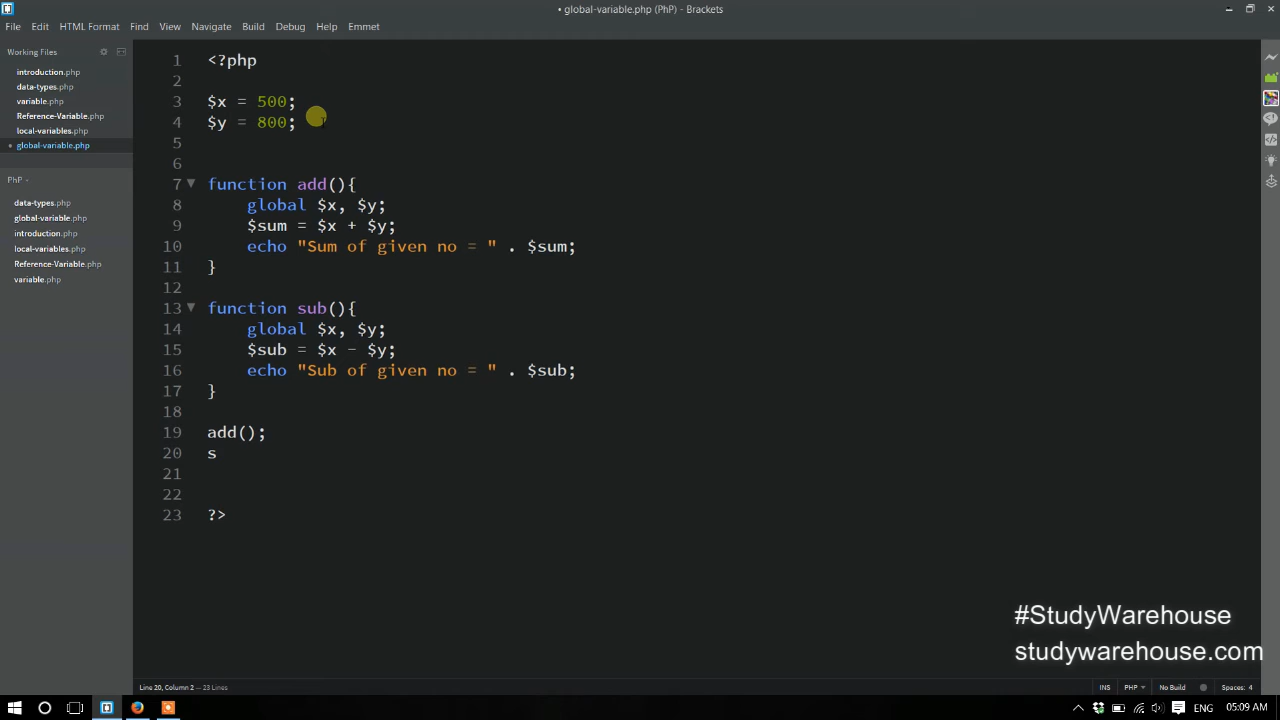 • global-variable.php (PhP) - Brackets
File Edit View HTML Format Find View Navigate Build Debug Help Emmet
Working Files
introduction.php
data-types.php
variable.php
Reference-Variable.php
local-variables.php
• global-variable.php
PhP
data-types.php
global-variable.php
introduction.php
local-variables.php
Reference-Variable.php
variable.php
1 <?php
2
3 $x = 500;
4 $y = 800;
5
6
7 function add(){
8 global $x, $y;
9 $sum = $x + $y;
10 echo "Sum of given no = " . $sum;
11 }
12
13 function sub(){
14 global $x, $y;
15 $sub = $x - $y;
16 echo "Sub of given no = " . $sub;
17 }
18
19 add();
20 s
21
22
23 ?>
#StudyWarehouse
studywarehouse.com
Line 20, Column 2 — 23 Lines
INS PHP No Build Spaces: 4
ENG 05:09 AM